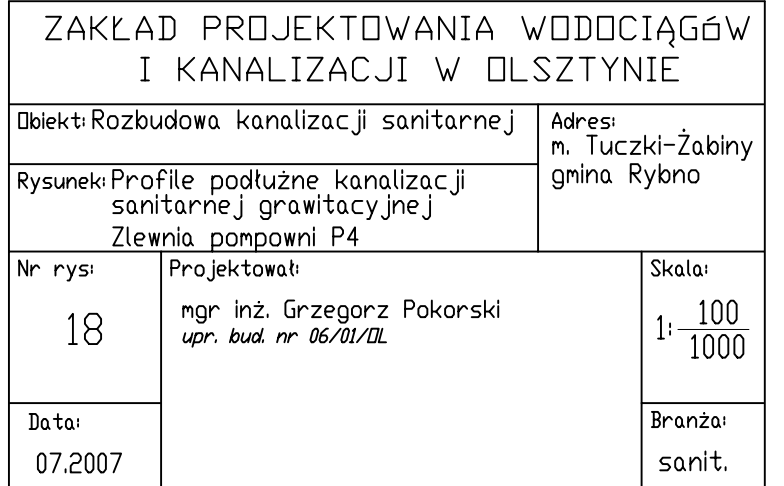 ZAKŁAD PROJEKTOWANIA WODOCIĄGóW
I KANALIZACJI W OLSZTYNIE
Obiekt: Rozbudowa kanalizacji sanitarnej
Adres:
m. Tuczki-Żabiny
gmina Rybno
Rysunek: Profile podłużne kanalizacji
sanitarnej grawitacyjnej
Zlewnia pompowni P4
Nr rys:
18
Projektował:
mgr inż. Grzegorz Pokorski
upr. bud. nr 06/01/OL
Skala:
1: 100
1000
Data:
07.2007
Branża:
sanit.